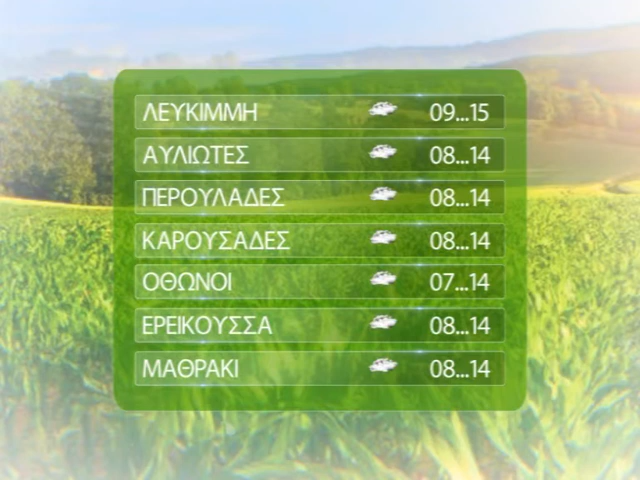 ΛΕΥΚΙΜΜΗ 09...15
ΑΥΛΙΩΤΕΣ 08...14
ΠΕΡΟΥΛΑΔΕΣ 08...14
ΚΑΡΟΥΣΑΔΕΣ 08...14
ΟΘΩΝΟΙ 07...14
ΕΡΕΙΚΟΥΣΣΑ 08...14
ΜΑΘΡΑΚΙ 08...14